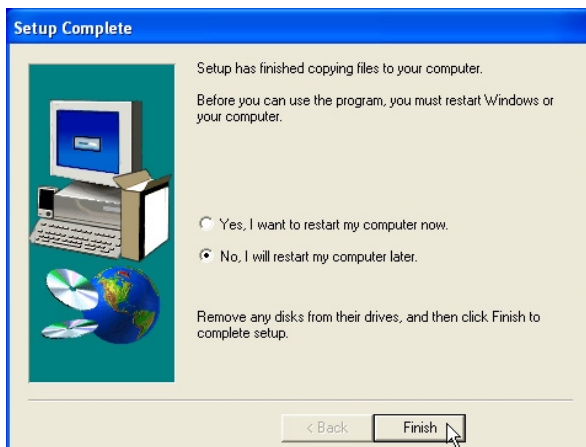 Setup Complete
Setup has finished copying files to your computer.
Before you can use the program, you must restart Windows or
your computer.
Yes, I want to restart my computer now.
No, I will restart my computer later.
Remove any disks from their drives, and then click Finish to
complete setup.
< Back Finish